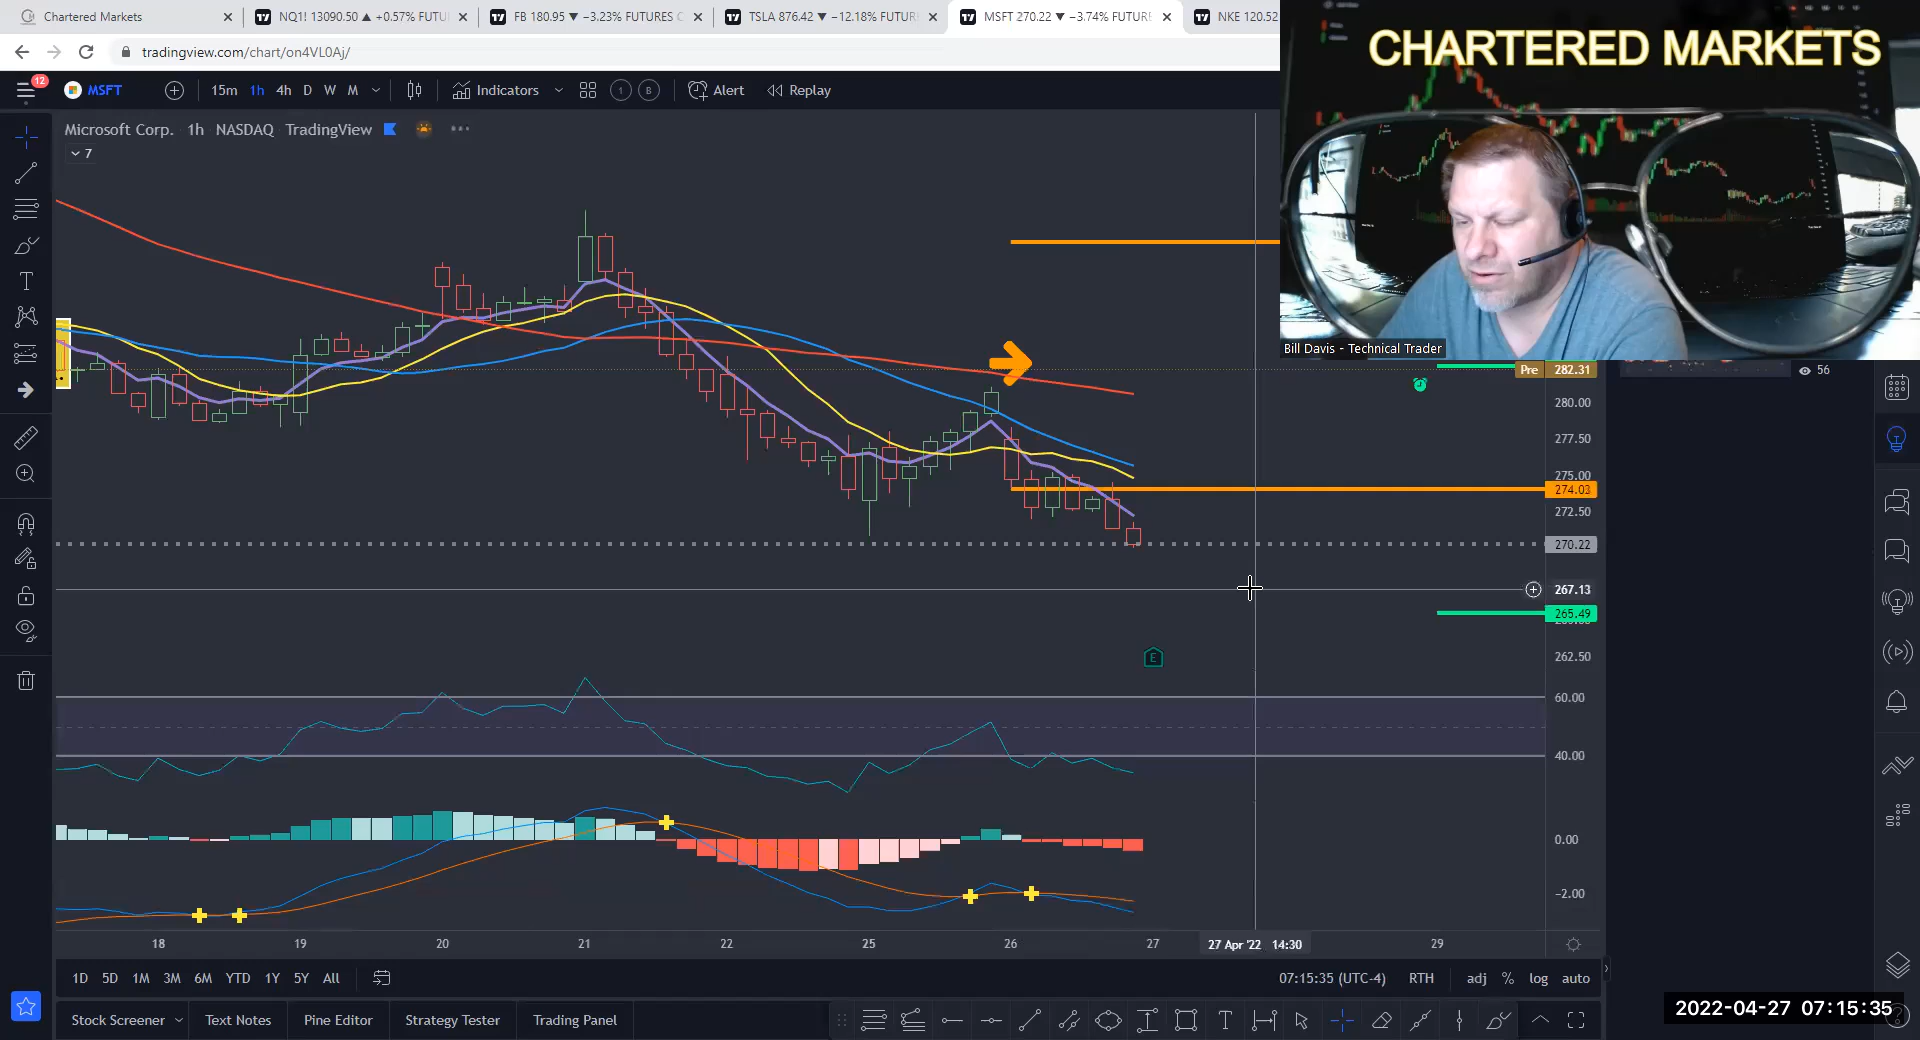 Chartered Markets
NQ1! 13090.50 ▲ +0.57% FUTU
FB 180.95 ▼ −3.23% FUTURES C
TSLA 876.42 ▼ −12.18% FUTUR
MSFT 270.22 ▼ −3.74% FUTURE
NKE 120.52
tradingview.com/chart/on4VL0Aj/
CHARTERED MARKETS
12
MSFT
15m 1h 4h D W M
Indicators
1
B
Alert
Replay
Microsoft Corp. 1h NASDAQ TradingView
7
Bill Davis - Technical Trader
Pre 282.31
56
280.00
277.50
275.00
274.03
272.50
270.22
267.13
265.49
E
262.50
60.00
40.00
0.00
−2.00
18 19 20 21 22 25 26 27 27 Apr '22 14:30 29
1D 5D 1M 3M 6M YTD 1Y 5Y All
07:15:35 (UTC-4) RTH adj % log auto
2022-04-27 07:15:35
Stock Screener Text Notes Pine Editor Strategy Tester Trading Panel